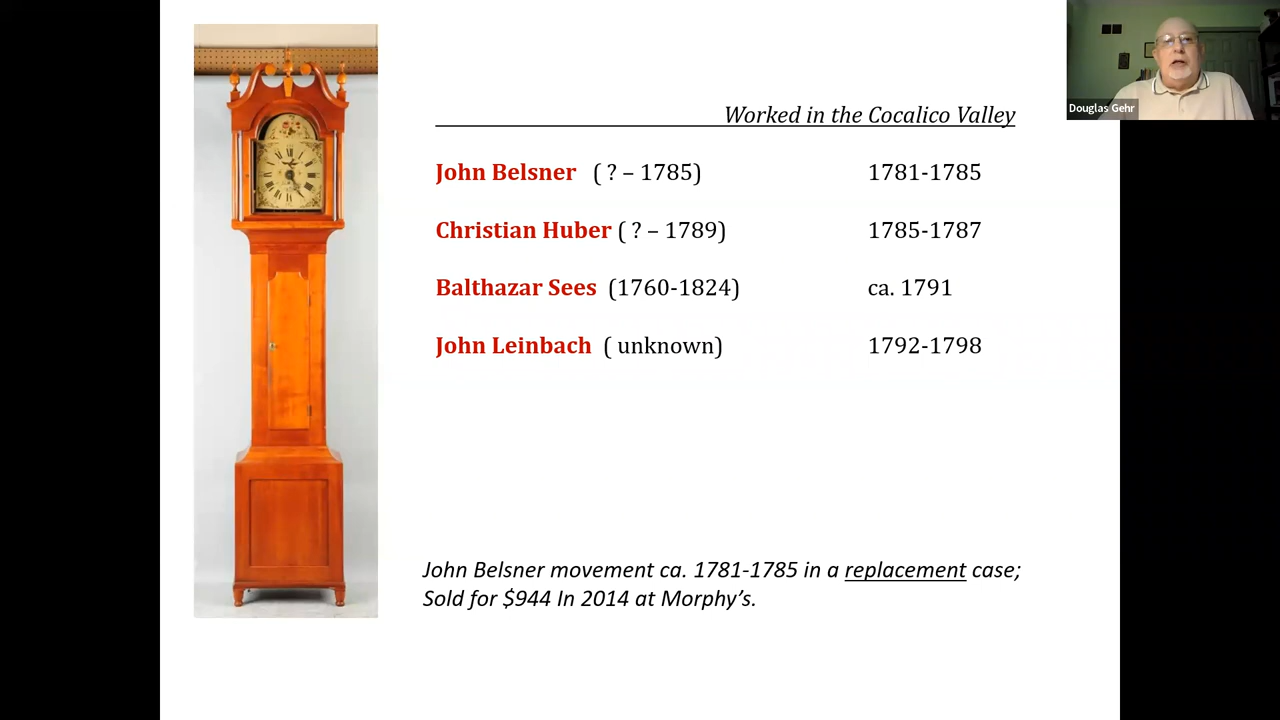 Worked in the Cocalico Valley
John Belsner ( ? – 1785) 1781-1785
Christian Huber ( ? – 1789) 1785-1787
Balthazar Sees (1760-1824) ca. 1791
John Leinbach ( unknown) 1792-1798
John Belsner movement ca. 1781-1785 in a replacement case;
Sold for $944 In 2014 at Morphy's.
Douglas Gehr